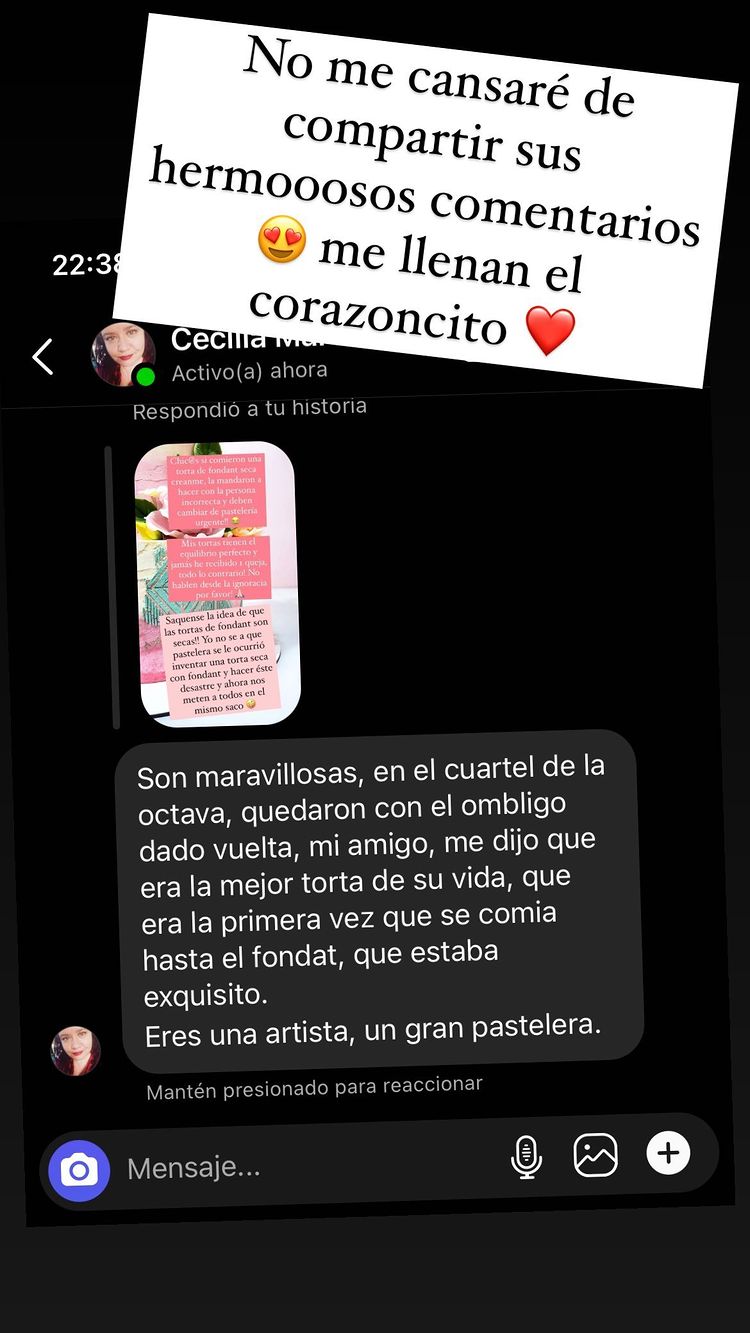 No me cansaré de
compartir sus
hermooosos comentarios
😍 me llenan el
corazoncito ❤️
22:38
Cecilia
Activo(a) ahora
Respondió a tu historia
Chic@s si comieron una
torta de fondant seca
creanme, la mandaron a
hacer con la persona
incorrecta y deben
cambiar de pastelería
urgente!! 😂
Mis tortas tienen el
equilibrio perfecto y
jamás he recibido 1 queja,
todo lo contrario! No
hablen desde la ignoracia
por favor! 🙏
Saquense la idea de que
las tortas de fondant son
secas!! Yo no se a que
pastelera se le ocurrió
inventar una torta seca
con fondant y hacer éste
desastre y ahora nos
meten a todos en el
mismo saco 🤣
Son maravillosas, en el cuartel de la
octava, quedaron con el ombligo
dado vuelta, mi amigo, me dijo que
era la mejor torta de su vida, que
era la primera vez que se comia
hasta el fondat, que estaba
exquisito.
Eres una artista, un gran pastelera.
Mantén presionado para reaccionar
Mensaje...